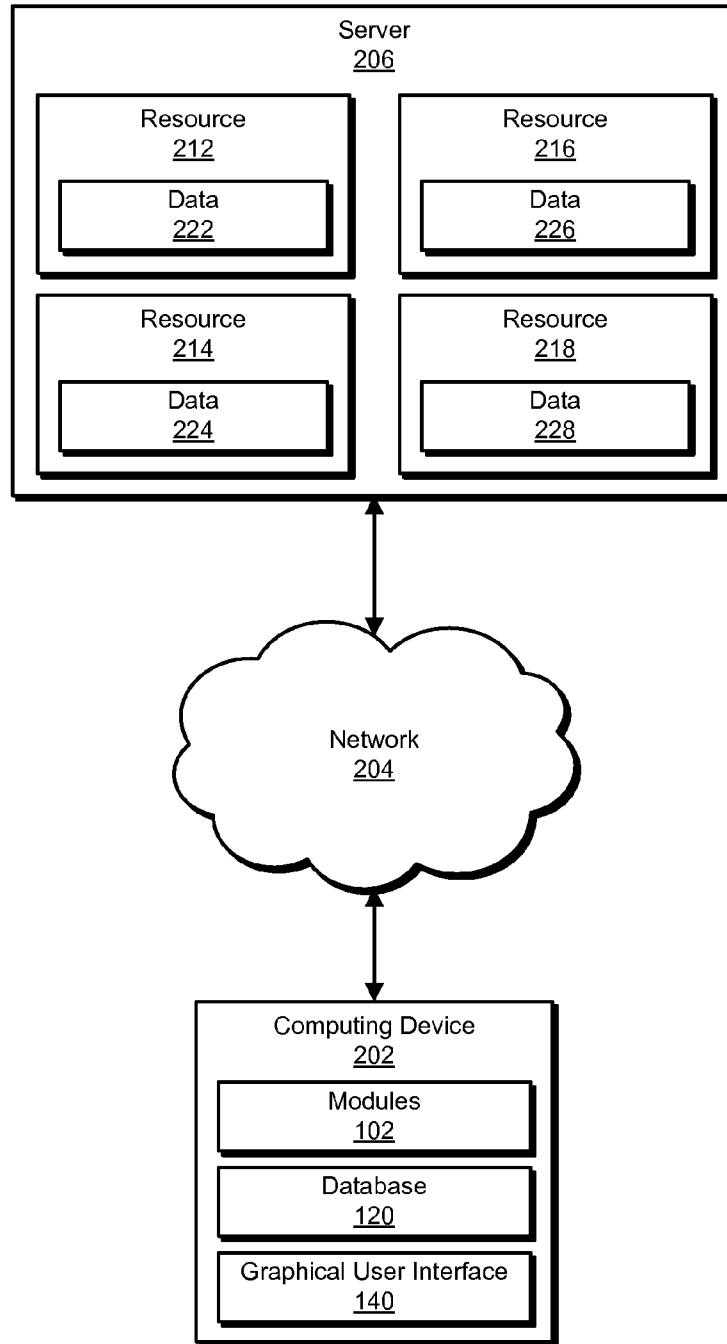 Server
206
Resource
212
Data
222
Resource
216
Data
226
Resource
214
Data
224
Resource
218
Data
228
Network
204
Computing Device
202
Modules
102
Database
120
Graphical User Interface
140